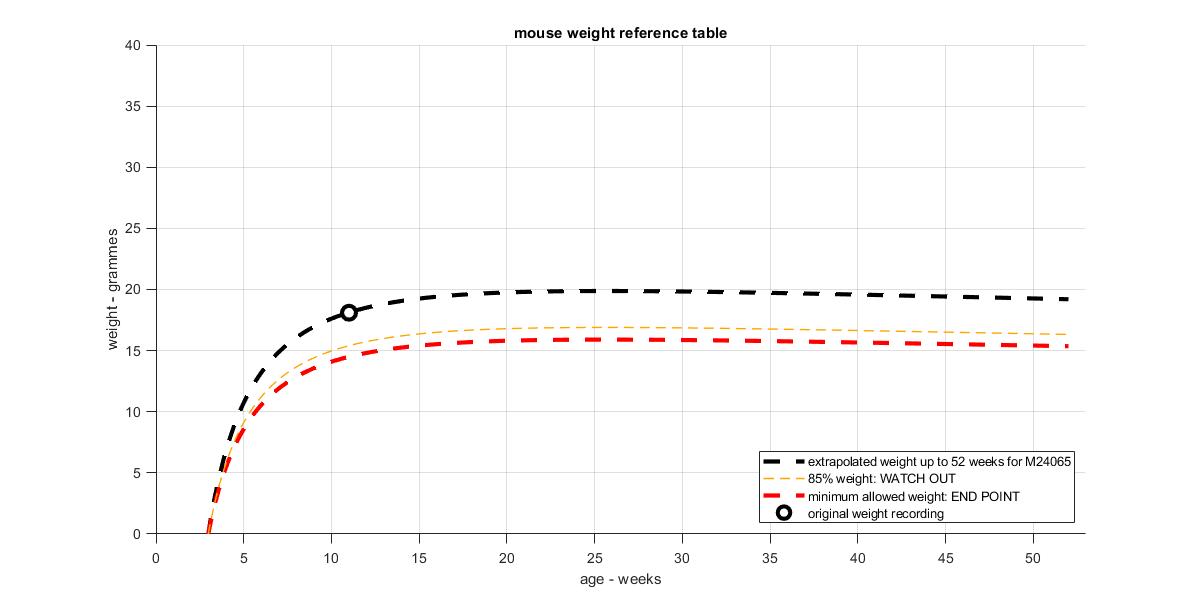 mouse weight reference table
40
35
30
25
20
15
10
5
0
weight - grammes
extrapolated weight up to 52 weeks for M24065
85% weight: WATCH OUT
minimum allowed weight: END POINT
original weight recording
0 5 10 15 20 25 30 35 40 45 50
age - weeks